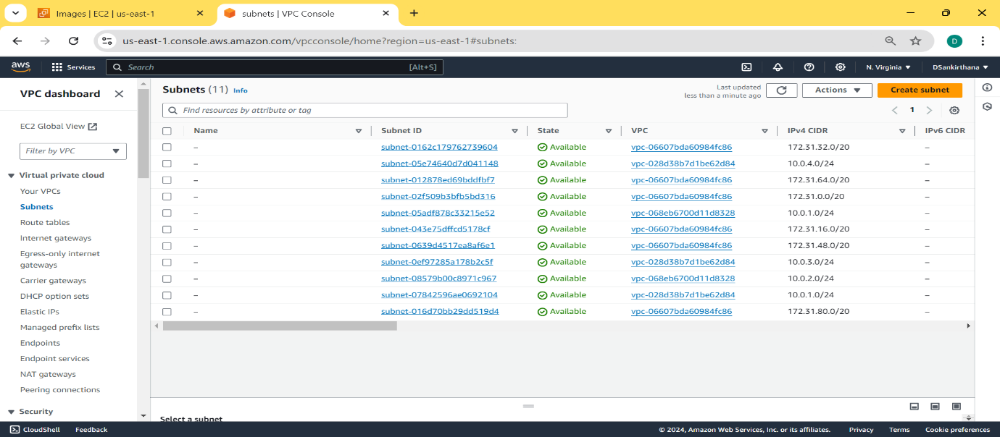 Images | EC2 | us-east-1
subnets | VPC Console
us-east-1.console.aws.amazon.com/vpcconsole/home?region=us-east-1#subnets:
D
aws
Services
Search
[Alt+S]
N. Virginia
DSankirthana
VPC dashboard
EC2 Global View
Filter by VPC
Virtual private cloud
Your VPCs
Subnets
Route tables
Internet gateways
Egress-only internet
gateways
Carrier gateways
DHCP option sets
Elastic IPs
Managed prefix lists
Endpoints
Endpoint services
NAT gateways
Peering connections
Security
Subnets (11) Info
Last updated
less than a minute ago
Actions
Create subnet
Find resources by attribute or tag
1
Name Subnet ID State VPC IPv4 CIDR IPv6 CIDR
– subnet-0162c179762739604 Available vpc-06607bda60984fc86 172.31.32.0/20 –
– subnet-05e74640d7d041148 Available vpc-028d38b7d1be62d84 10.0.4.0/24 –
– subnet-012878ed69bddfbf7 Available vpc-06607bda60984fc86 172.31.64.0/20 –
– subnet-02f509b3bfb5bd316 Available vpc-06607bda60984fc86 172.31.0.0/20 –
– subnet-05adf878c33215e52 Available vpc-068eb6700d11d8328 10.0.1.0/24 –
– subnet-043e75dffcd5178cf Available vpc-06607bda60984fc86 172.31.16.0/20 –
– subnet-0639d4517ea8af6e1 Available vpc-06607bda60984fc86 172.31.48.0/20 –
– subnet-0ef97285a178b2c5f Available vpc-028d38b7d1be62d84 10.0.3.0/24 –
– subnet-08579b00c8971c967 Available vpc-068eb6700d11d8328 10.0.2.0/24 –
– subnet-07842596ae0692104 Available vpc-028d38b7d1be62d84 10.0.1.0/24 –
– subnet-016d70bb29dd519d4 Available vpc-06607bda60984fc86 172.31.80.0/20 –
Select a subnet
CloudShell Feedback © 2024, Amazon Web Services, Inc. or its affiliates. Privacy Terms Cookie preferences